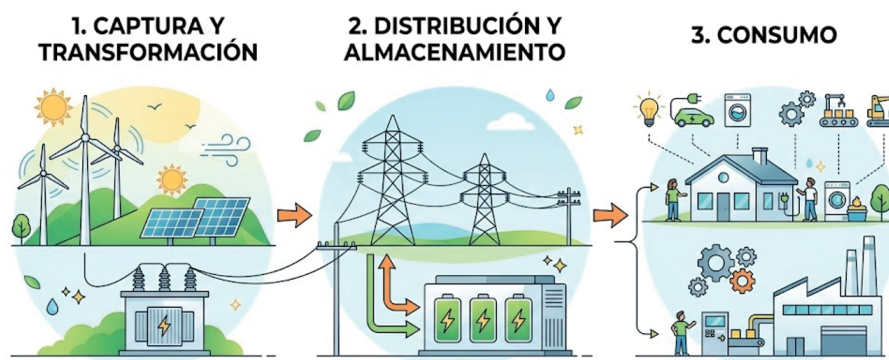 1. CAPTURA Y
TRANSFORMACIÓN
2. DISTRIBUCIÓN Y
ALMACENAMIENTO
3. CONSUMO